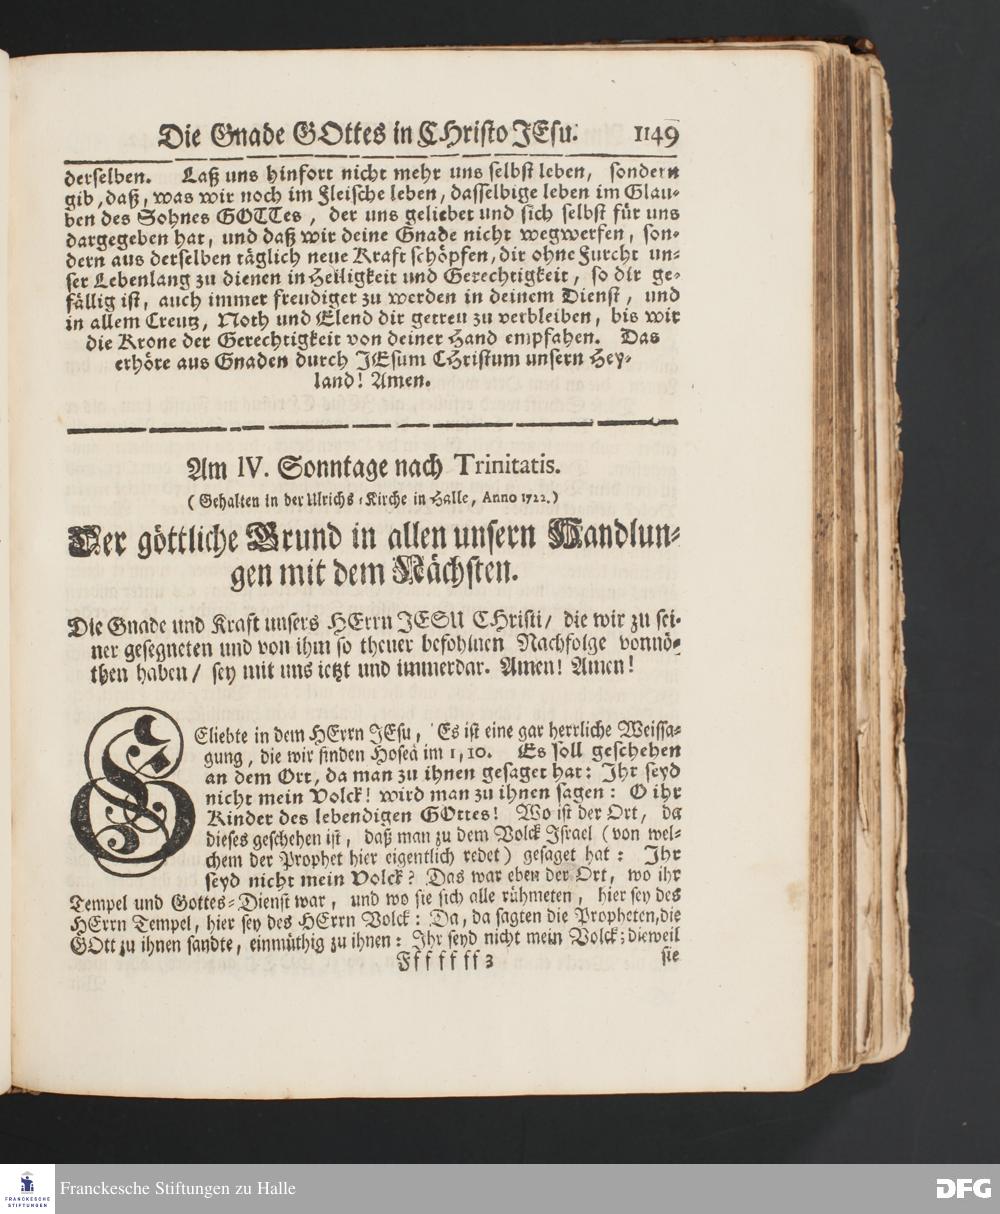 Die Gnade GOttes in CHristo JEsu. 1149
derselben. Laß uns hinfort nicht mehr uns selbst leben, sondern
gib, daß, was wir noch im Fleische leben, dasselbige leben im Glau-
ben des Sohnes GOTTes, der uns geliebet und sich selbst für uns
dargegeben hat, und daß wir deine Gnade nicht wegwerfen, son-
dern aus derselben täglich neue Kraft schöpfen, dir ohne Furcht un-
ser Lebenlang zu dienen in Heiligkeit und Gerechtigkeit, so dir ge-
fällig ist, auch immer freudiger zu werden in deinem Dienst, und
in allem Creutz, Noth und Elend dir getreu zu verbleiben, bis wir
die Krone der Gerechtigkeit von deiner Hand empfahen. Das
erhöre aus Gnaden durch JEsum CHristum unsern Hey-
land! Amen.
Am IV. Sonntage nach Trinitatis.
(Gehalten in der Ulrichs-Kirche in Halle, Anno 1722.)
Der göttliche Grund in allen unsern Handlun-
gen mit dem Nächsten.
Die Gnade und Kraft unsers HErrn JESU CHristi/ die wir zu sei-
ner gesegneten und von ihm so theuer befohlnen Nachfolge vonnö-
then haben/ sey mit uns ietzt und immerdar. Amen! Amen!
GEliebte in dem HErrn JEsu, Es ist eine gar herrliche Weissa-
gung, die wir finden Hoseä im 1, 10. Es soll geschehen
an dem Ort, da man zu ihnen gesaget hat: Ihr seyd
nicht mein Volck! wird man zu ihnen sagen: O ihr
Kinder des lebendigen GOttes! Wo ist der Ort, da
dieses geschehen ist, daß man zu dem Volck Israel (von wel-
chem der Prophet hier eigentlich redet) gesaget hat: Ihr
seyd nicht mein Volck? Das war eben der Ort, wo ihr
Tempel und Gottes-Dienst war, und wo sie sich alle rühmeten, hier sey des
HErrn Tempel, hier sey des HErrn Volck: Da, da sagten die Propheten, die
GOtt zu ihnen sandte, einmüthig zu ihnen: Ihr seyd nicht mein Volck; dieweil
Ff f f f ff 3 sie
FRANCKESCHE
STIFTUNGEN
Franckesche Stiftungen zu Halle
DFG